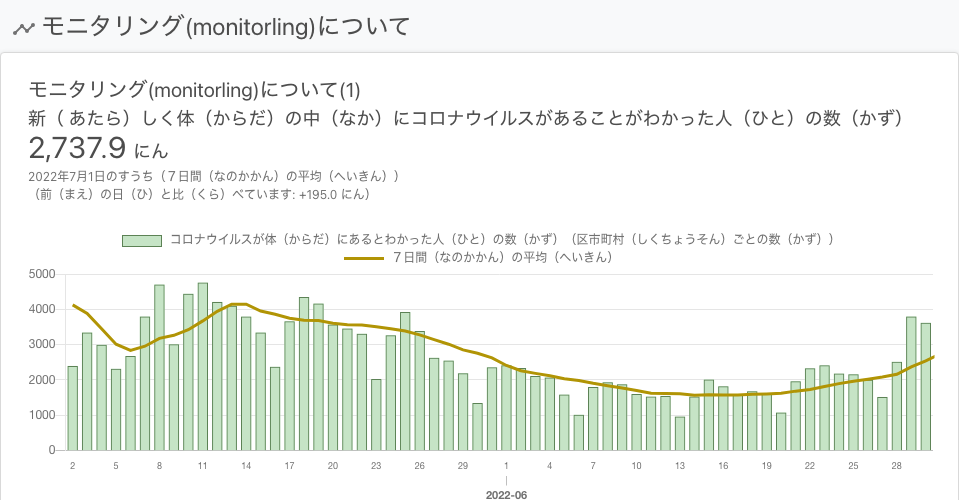 モニタリング(monitorling)について
モニタリング(monitorling)について(1)
新（ あたら）しく体（からだ）の中（なか）にコロナウイルスがあることがわかった人（ひと）の数（かず）
2,737.9 にん
2022年7月1日のすうち（７日間（なのかかん）の平均（へいきん））
（前（まえ）の日（ひ）と比（くら）べています: +195.0 にん）
コロナウイルスが体（からだ）にあるとわかった人（ひと）の数（かず）（区市町村（しくちょうそん）ごとの数（かず））
７日間（なのかかん）の平均（へいきん）
5000
4000
3000
2000
1000
0
2 5 8 11 14 17 20 23 26 29 1 4 7 10 13 16 19 22 25 28
2022-06